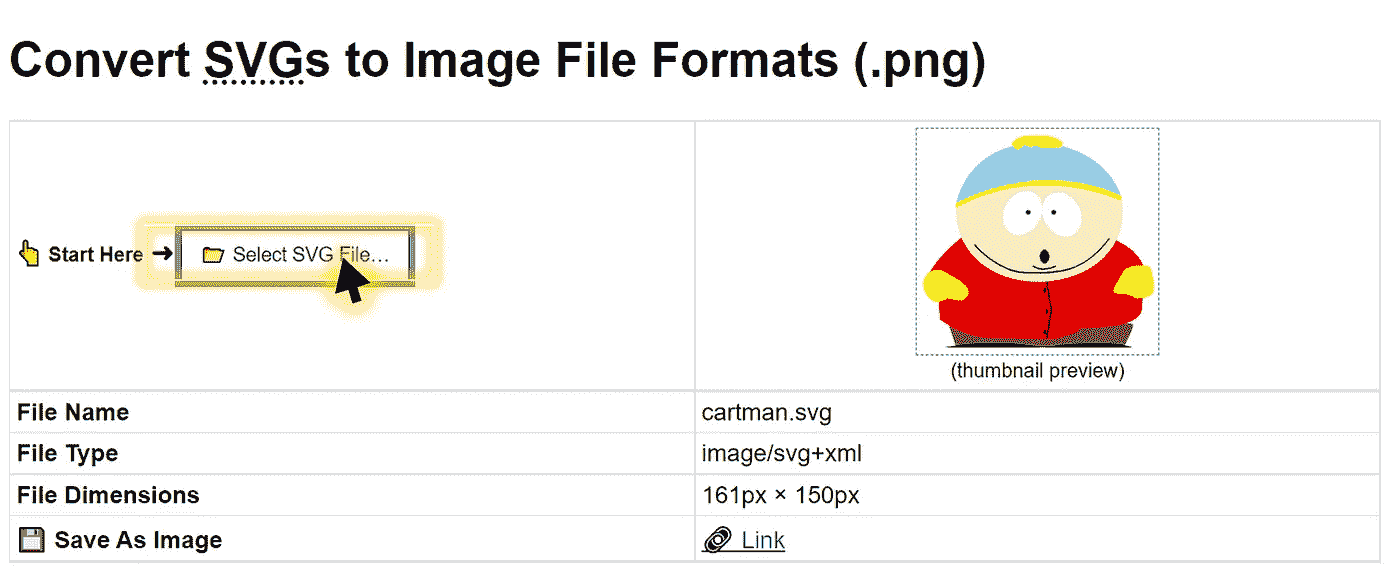 Convert SVGs to Image File Formats (.png)
Start Here → Select SVG File...
(thumbnail preview)
File Name cartman.svg
File Type image/svg+xml
File Dimensions 161px × 150px
Save As Image Link